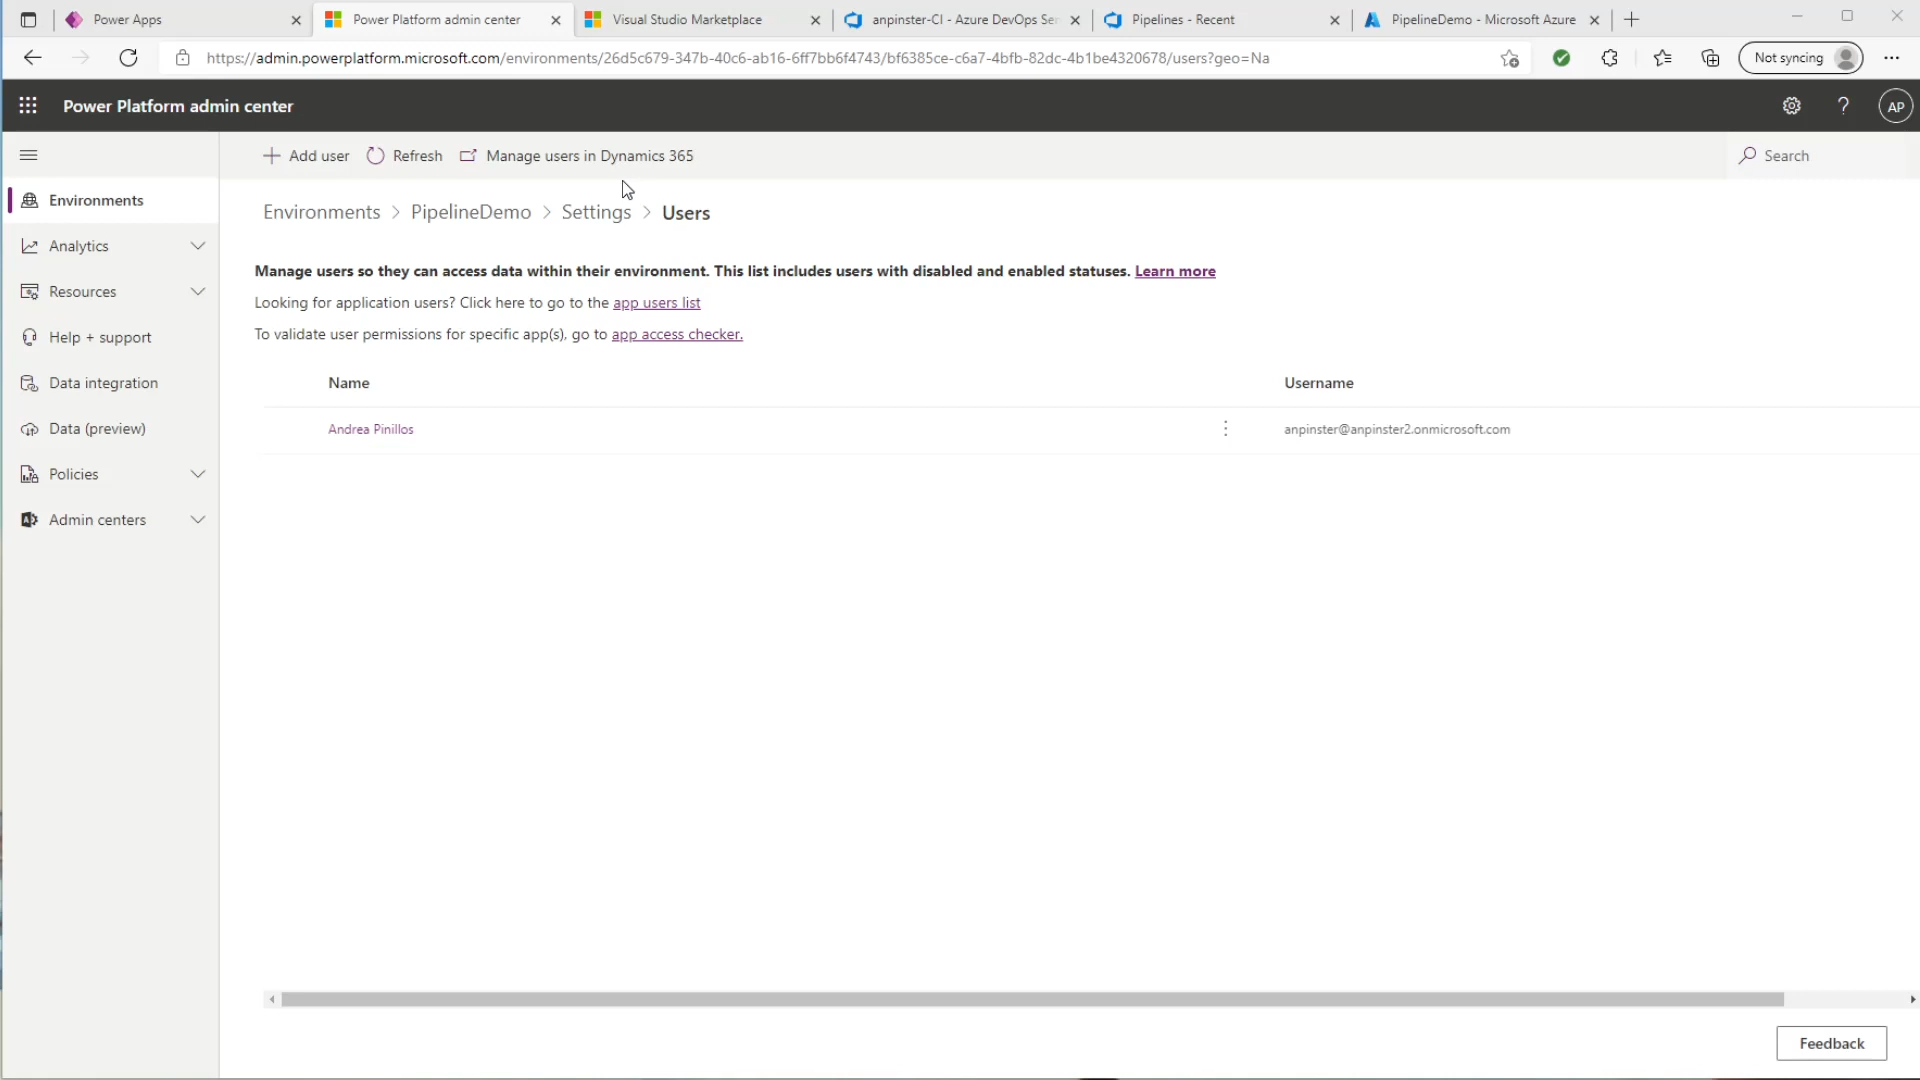 Power Apps
Power Platform admin center
Visual Studio Marketplace
anpinster-CI - Azure DevOps Ser
Pipelines - Recent
PipelineDemo - Microsoft Azure
https://admin.powerplatform.microsoft.com/environments/26d5c679-347b-40c6-ab16-6ff7bb6f4743/bf6385ce-c6a7-4bfb-82dc-4b1be4320678/users?geo=Na
Not syncing
Power Platform admin center
?
AP
Add user
Refresh
Manage users in Dynamics 365
Search
Environments
Analytics
Resources
Help + support
Data integration
Data (preview)
Policies
Admin centers
Environments > PipelineDemo > Settings > Users
Manage users so they can access data within their environment. This list includes users with disabled and enabled statuses. Learn more
Looking for application users? Click here to go to the app users list
To validate user permissions for specific app(s), go to app access checker.
Name
Username
Andrea Pinillos
anpinster@anpinster2.onmicrosoft.com
Feedback